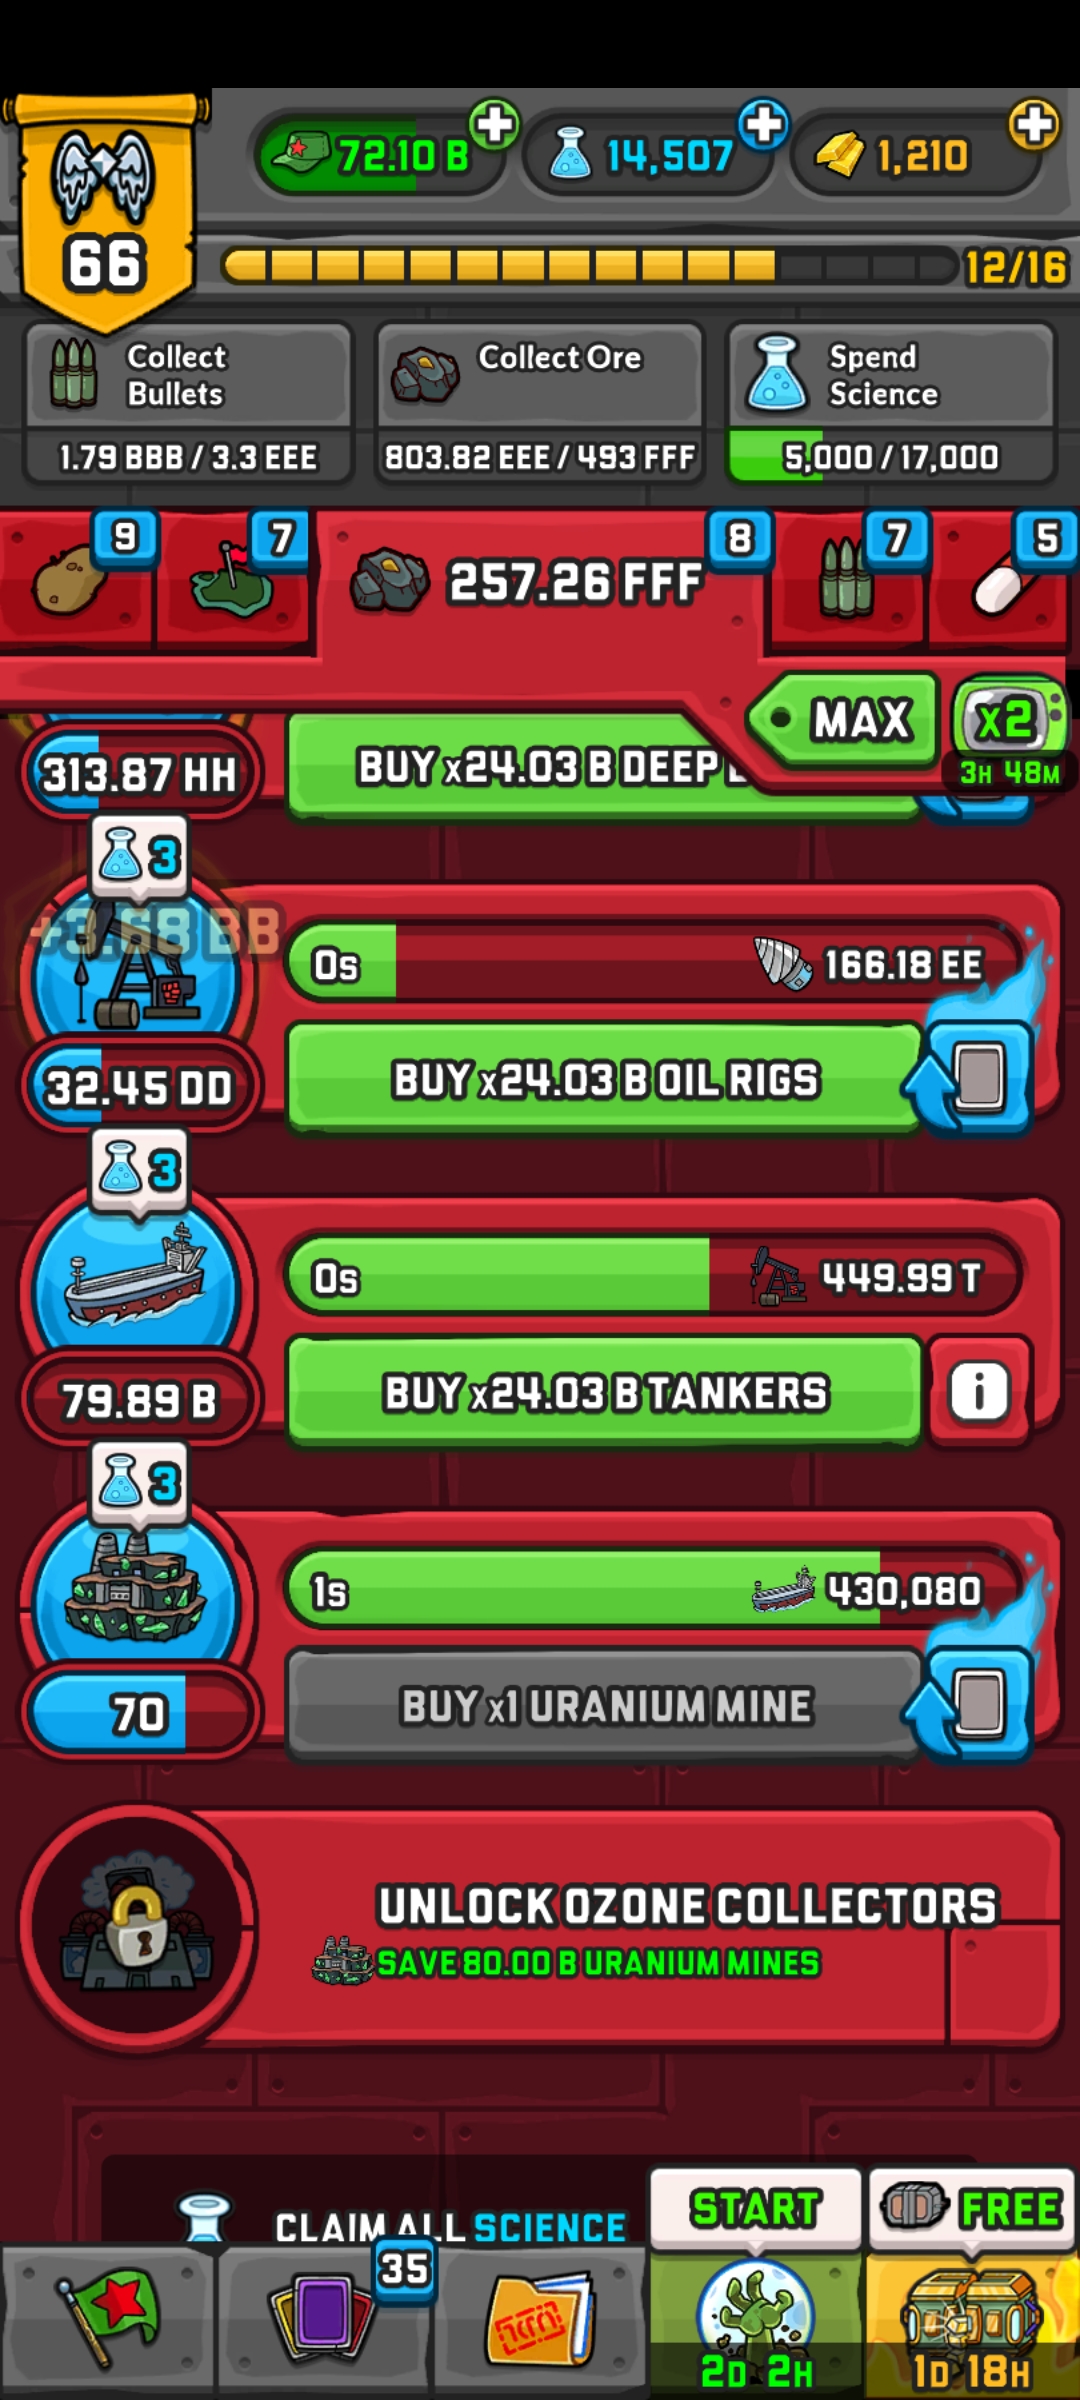 72.10 B
14,507
1,210
66
12/16
Collect
Bullets
Collect Ore
Spend
Science
1.79 BBB / 3.3 EEE
803.82 EEE / 493 FFF
5,000 / 17,000
9
7
257.26 FFF
8
7
5
MAX
x2
3H 48M
313.87 HH
BUY x24.03 B DEEP
3
+3.68 BB
0s
166.18 EE
32.45 DD
BUY x24.03 B OIL RIGS
3
0s
449.99 T
79.89 B
BUY x24.03 B TANKERS
i
3
1s
430,080
70
BUY x1 URANIUM MINE
UNLOCK OZONE COLLECTORS
SAVE 80.00 B URANIUM MINES
CLAIM ALL SCIENCE
START
FREE
35
2D 2H
1D 18H